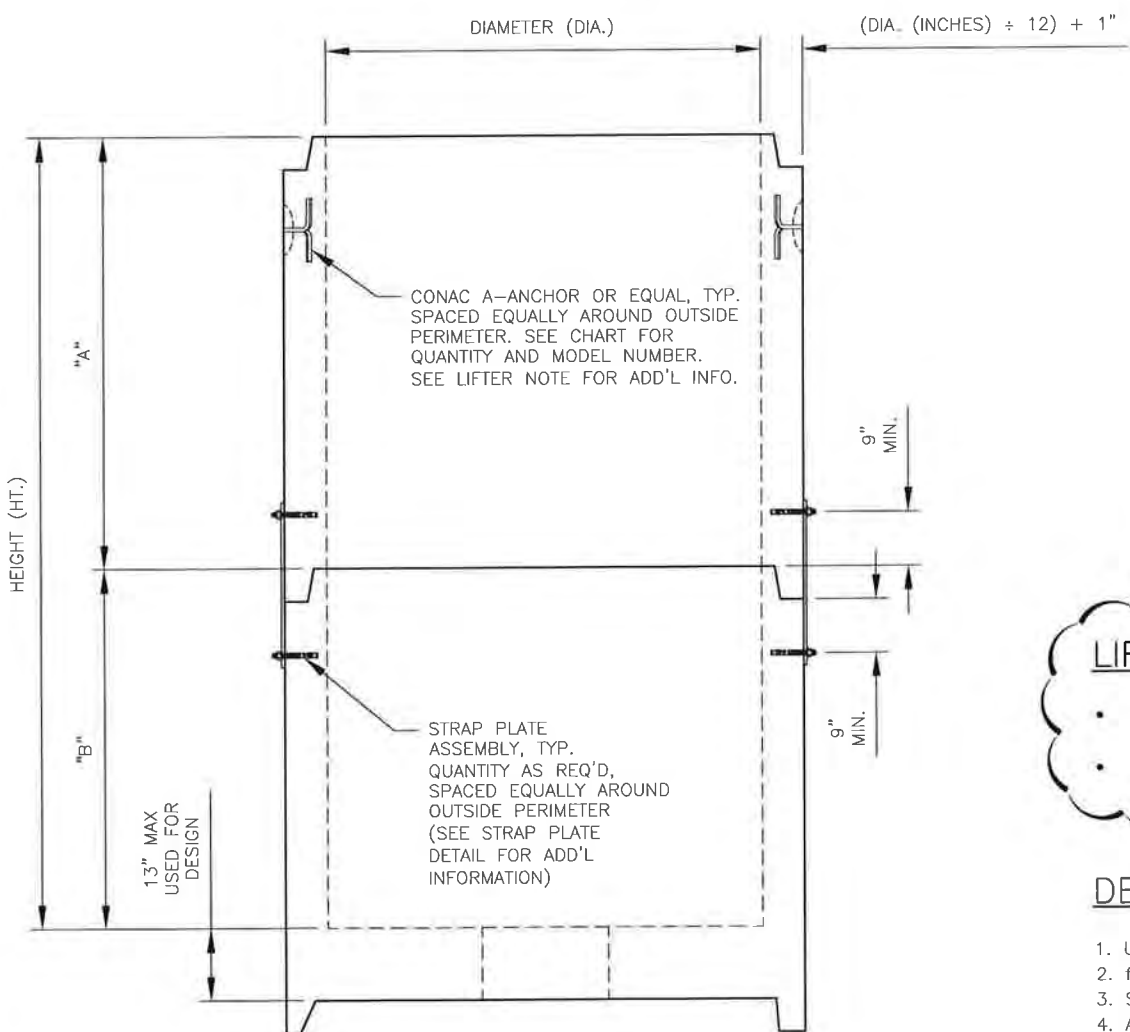 DIAMETER (DIA.)
(DIA. (INCHES) ÷ 12) + 1"
CONAC A-ANCHOR OR EQUAL, TYP.
SPACED EQUALLY AROUND OUTSIDE
PERIMETER. SEE CHART FOR
QUANTITY AND MODEL NUMBER.
SEE LIFTER NOTE FOR ADD'L INFO.
"A"
HEIGHT (HT.)
9"
MIN.
"B"
STRAP PLATE
ASSEMBLY, TYP.
QUANTITY AS REQ'D,
SPACED EQUALLY AROUND
OUTSIDE PERIMETER
(SEE STRAP PLATE
DETAIL FOR ADD'L
INFORMATION)
9"
MIN.
13" MAX
USED FOR
DESIGN
•
•
1.
2.
3.
4.